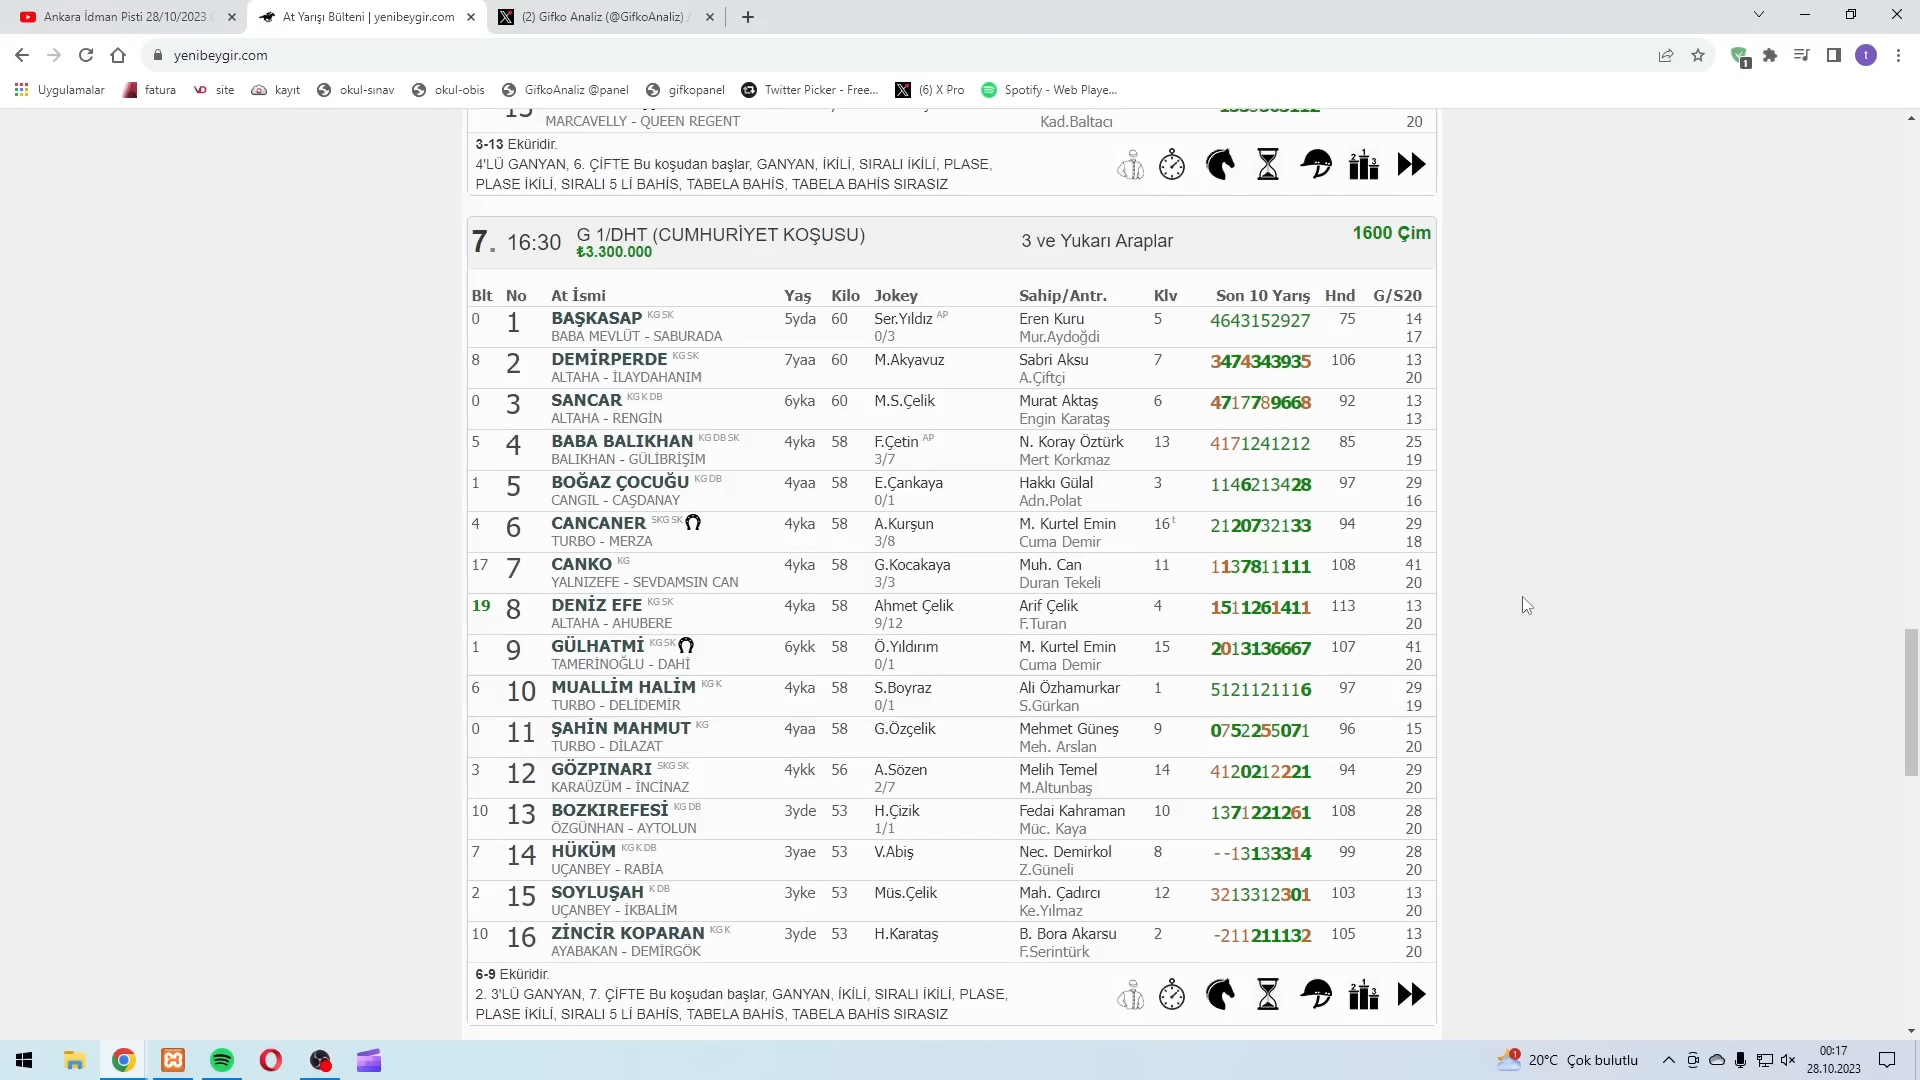 Ankara İdman Pisti 28/10/2023
At Yarışı Bülteni | yenibeygir.com
(2) Gifko Analiz (@GifkoAnaliz) /
yenibeygir.com
1
t
Uygulamalar fatura site kayıt okul-sınav okul-obis GifkoAnaliz @panel gifkopanel Twitter Picker - Free... (6) X Pro Spotify - Web Playe...
MARCAVELLY - QUEEN REGENT Kad.Baltacı 20
3-13 Eküridir.
4'LÜ GANYAN, 6. ÇİFTE Bu koşudan başlar, GANYAN, İKİLİ, SIRALI İKİLİ, PLASE,
PLASE İKİLİ, SIRALI 5 Lİ BAHİS, TABELA BAHİS, TABELA BAHİS SIRASIZ
7. 16:30 G 1/DHT (CUMHURİYET KOŞUSU) 3 ve Yukarı Araplar 1600 Çim
₺3.300.000
Blt No At İsmi Yaş Kilo Jokey Sahip/Antr. Klv Son 10 Yarış Hnd G/S20
0 1 BAŞKASAP KG SK 5yda 60 Ser.Yıldız AP Eren Kuru 5 4643152927 75 14
BABA MEVLÜT - SABURADA 0/3 Mur.Aydoğdi 17
8 2 DEMİRPERDE KG SK 7yaa 60 M.Akyavuz Sabri Aksu 7 3474343935 106 13
ALTAHA - İLAYDAHANIM A.Çiftçi 20
0 3 SANCAR KG K DB 6yka 60 M.S.Çelik Murat Aktaş 6 4717789668 92 13
ALTAHA - RENGİN Engin Karataş 13
5 4 BABA BALIKHAN KG DB SK 4yka 58 F.Çetin AP N. Koray Öztürk 13 4171241212 85 25
BALIKHAN - GÜLİBRİŞİM 3/7 Mert Korkmaz 19
1 5 BOĞAZ ÇOCUĞU KG DB 4yaa 58 E.Çankaya Hakkı Gülal 3 1146213428 97 29
CANGIL - CAŞDANAY 0/1 Adn.Polat 16
4 6 CANCANER SKG SK 4yka 58 A.Kurşun M. Kurtel Emin 16 t 2120732133 94 29
TURBO - MERZA 3/8 Cuma Demir 18
17 7 CANKO KG 4yka 58 G.Kocakaya Muh. Can 11 1137811111 108 41
YALNIZEFE - SEVDAMSIN CAN 3/3 Duran Tekeli 20
19 8 DENİZ EFE KG SK 4yka 58 Ahmet Çelik Arif Çelik 4 1511261411 113 13
ALTAHA - AHUBERE 9/12 F.Turan 20
1 9 GÜLHATMİ KG SK 6ykk 58 Ö.Yıldırım M. Kurtel Emin 15 2013136667 107 41
TAMERİNOĞLU - DAHİ 0/1 Cuma Demir 20
6 10 MUALLİM HALİM KG K 4yka 58 S.Boyraz Ali Özhamurkar 1 5121121116 97 29
TURBO - DELİDEMİR 0/1 S.Gürkan 19
0 11 ŞAHİN MAHMUT KG 4yaa 58 G.Özçelik Mehmet Güneş 9 0752255071 96 15
TURBO - DİLAZAT Meh. Arslan 20
3 12 GÖZPINARI SKG SK 4ykk 56 A.Sözen Melih Temel 14 4120212221 94 29
KARAÜZÜM - İNCİNAZ 2/7 M.Altunbaş 20
10 13 BOZKIREFESİ KG DB 3yde 53 H.Çizik Fedai Kahraman 10 1371221261 108 28
ÖZGÜNHAN - AYTOLUN 1/1 Müc. Kaya 20
7 14 HÜKÜM KG K DB 3yae 53 V.Abiş Nec. Demirkol 8 --13133314 99 28
UÇANBEY - RABİA Z.Güneli 20
2 15 SOYLUŞAH K DB 3yke 53 Müs.Çelik Mah. Çadırcı 12 3213312301 103 13
UÇANBEY - İKBALİM Ke.Yılmaz 20
10 16 ZİNCİR KOPARAN KG K 3yde 53 H.Karataş B. Bora Akarsu 2 -211211132 105 13
AYABAKAN - DEMİRGÖK F.Serintürk 20
6-9 Eküridir.
2. 3'LÜ GANYAN, 7. ÇİFTE Bu koşudan başlar, GANYAN, İKİLİ, SIRALI İKİLİ, PLASE,
PLASE İKİLİ, SIRALI 5 Lİ BAHİS, TABELA BAHİS, TABELA BAHİS SIRASIZ
1 20°C Çok bulutlu 00:17
28.10.2023